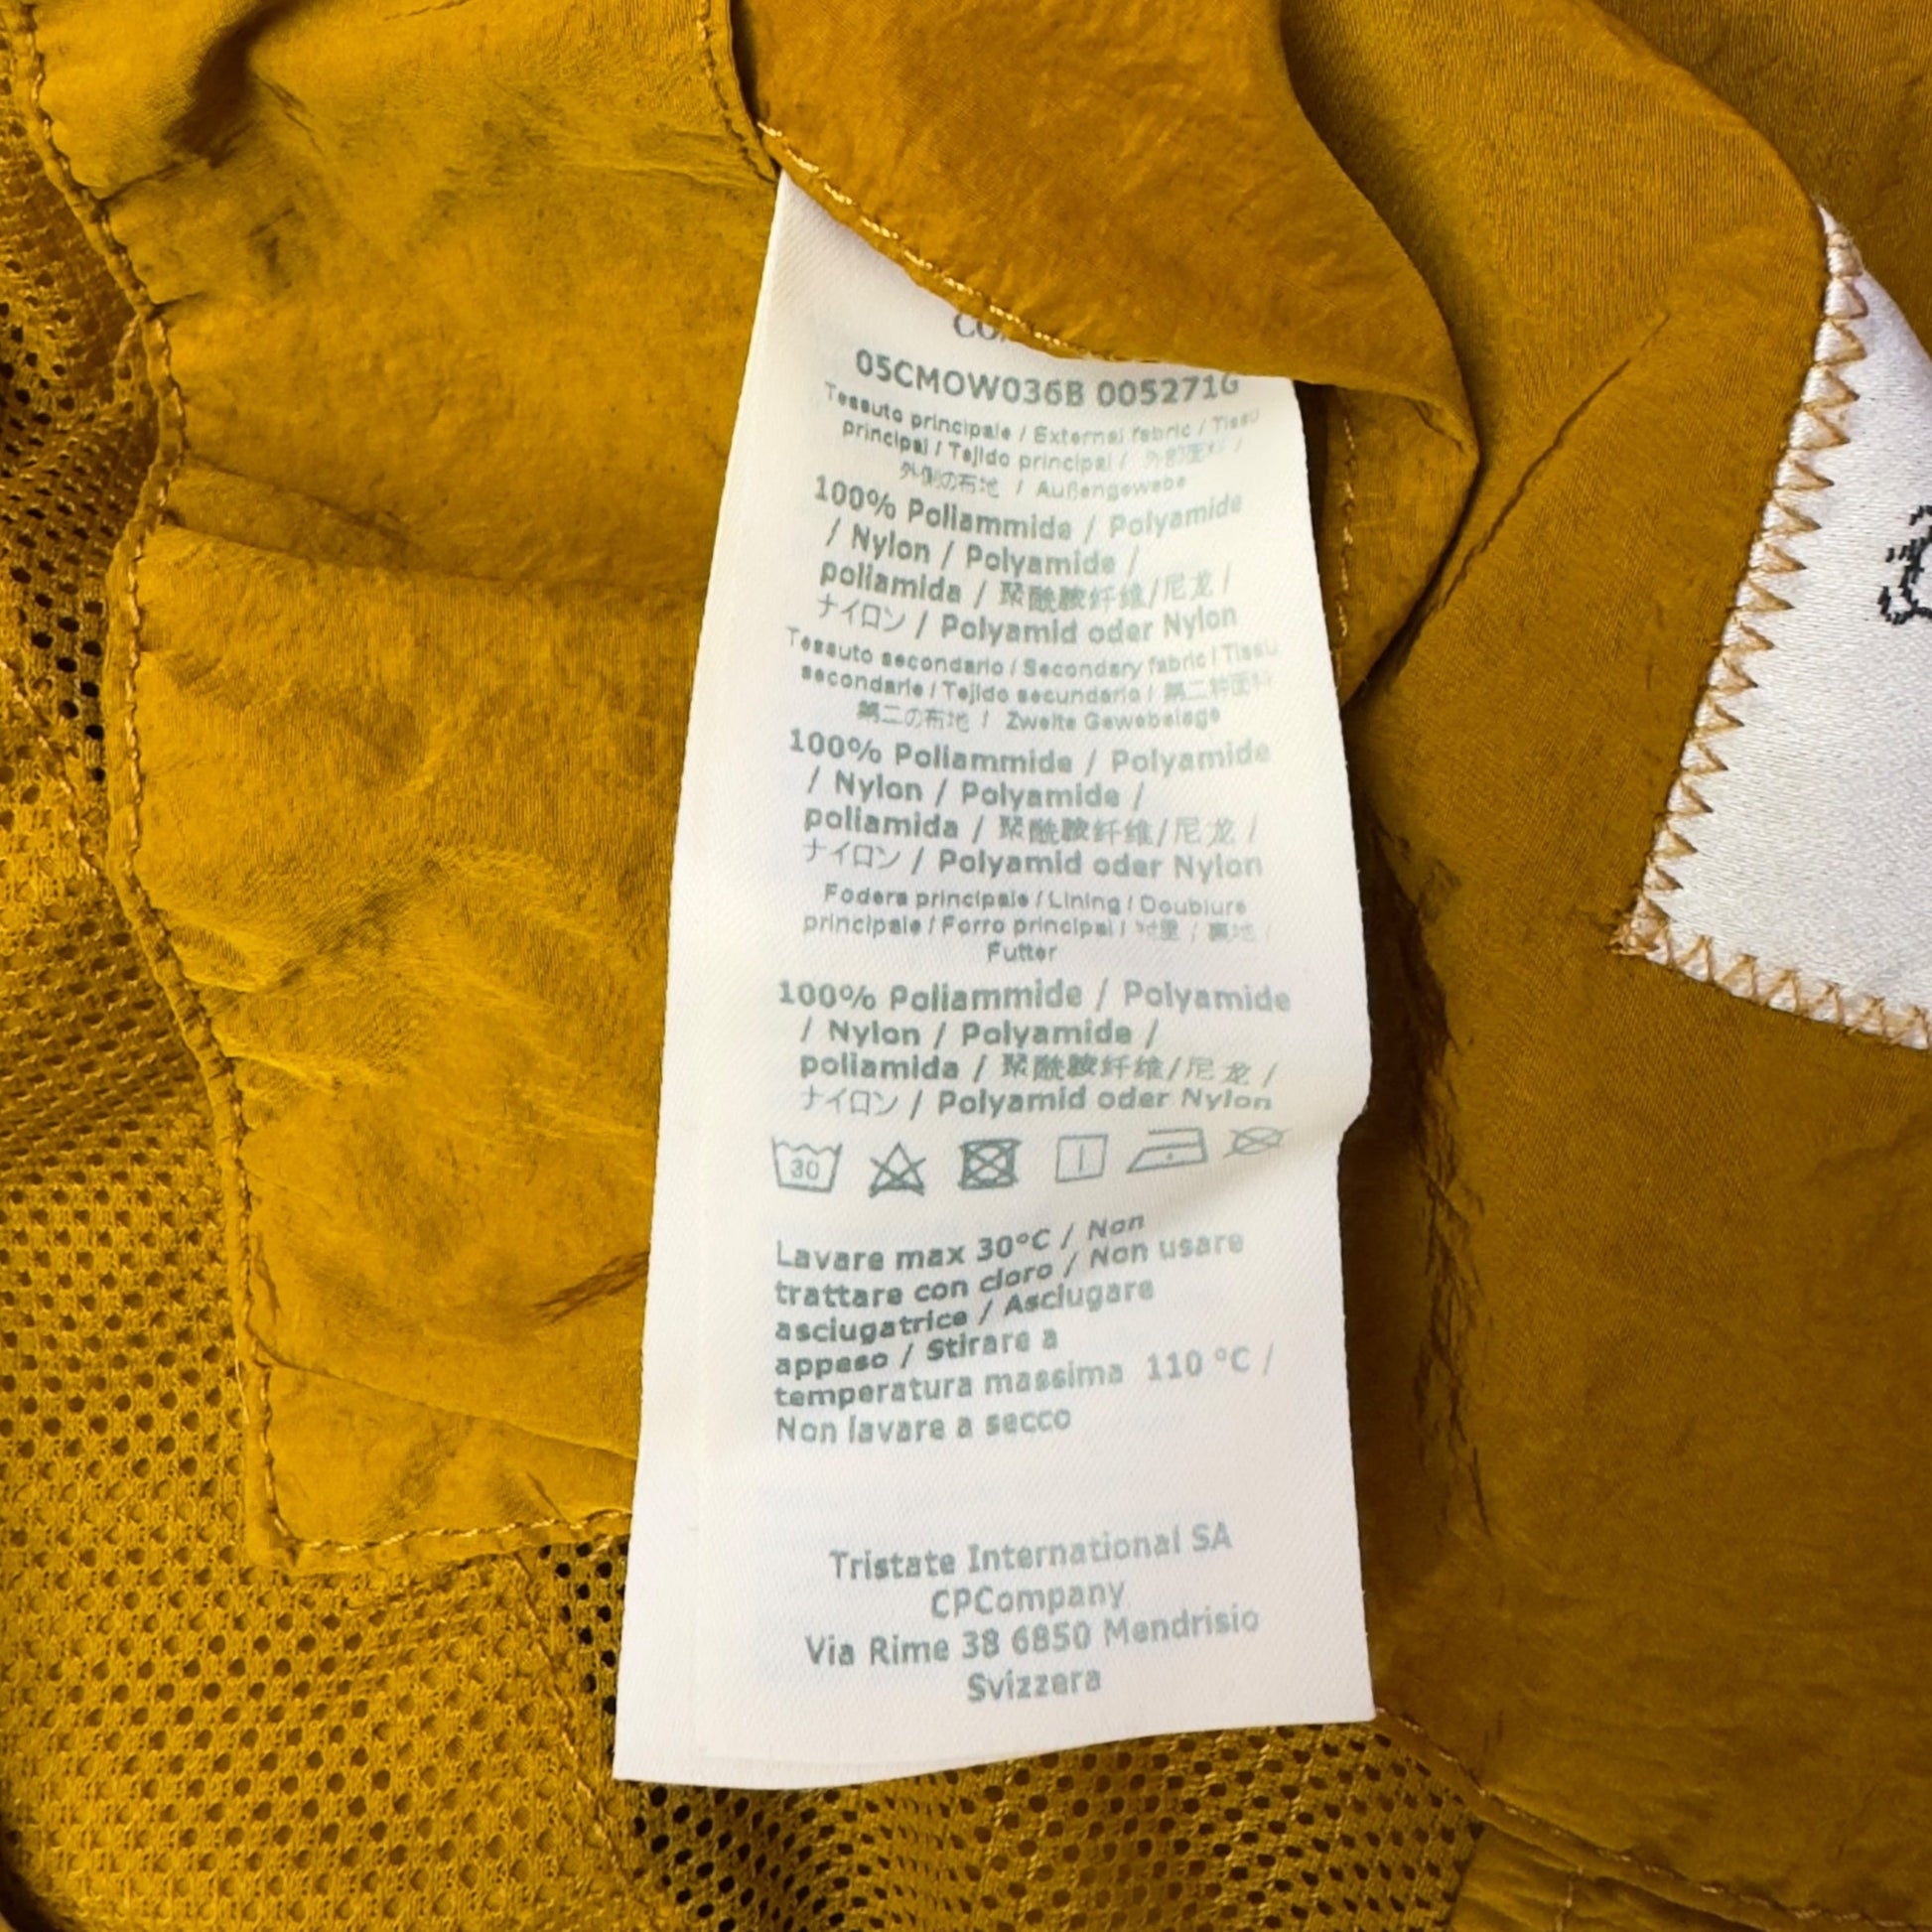 05CMOW036B 005271G
Tessuto principale / External fabric / Tissu
principal / Tejido principal / 外部面料 /
外側の布地 / Außengewebe
100% Poliammide / Polyamide
/ Nylon / Polyamide /
poliamida / 聚酰胺纤维/尼龙 /
ナイロン / Polyamid oder Nylon
Tessuto secondario / Secondary fabric / Tissu
secondarie / Tejido secundario / 第二种面料
第二の布地 / Zweite Gewebelage
100% Poliammide / Polyamide
/ Nylon / Polyamide /
poliamida / 聚酰胺纤维/尼龙 /
ナイロン / Polyamid oder Nylon
Fodera principale / Lining / Doublure
principale / Forro principal / 衬里 / 裏地 /
Futter
100% Poliammide / Polyamide
/ Nylon / Polyamide /
poliamida / 聚酰胺纤维/尼龙 /
ナイロン / Polyamid oder Nylon
30
Lavare max 30°C / Non
trattare con cloro / Non usare
asciugatrice / Asciugare
appeso / Stirare a
temperatura massima 110 °C /
Non lavare a secco
Tristate International SA
CPCompany
Via Rime 38 6850 Mendrisio
Svizzera